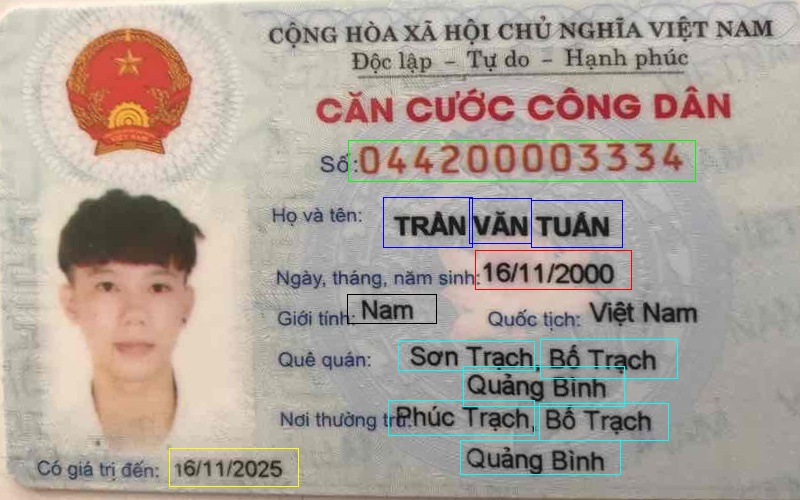 CỘNG HÒA XÃ HỘI CHỦ NGHĨA VIỆT NAM
Độc lập - Tự do - Hạnh phúc
CĂN CƯỚC CÔNG DÂN
Số: 044200003334
Họ và tên: TRẦN VĂN TUẤN
Ngày, tháng, năm sinh: 16/11/2000
Giới tính: Nam Quốc tịch: Việt Nam
Quê quán: Sơn Trạch, Bố Trạch
Quảng Bình
Nơi thường trú: Phúc Trạch, Bố Trạch
Quảng Bình
Có giá trị đến: 16/11/2025